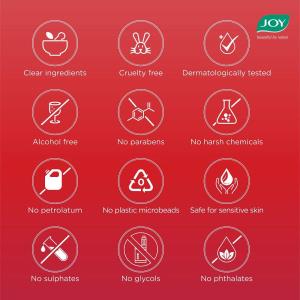 JOY
beautiful by nature
Clear ingredients
Cruelty free
Dermatologically tested
Alcohol free
No parabens
No harsh chemicals
No petrolatum
No plastic microbeads
Safe for sensitive skin
No sulphates
No glycols
No phthalates